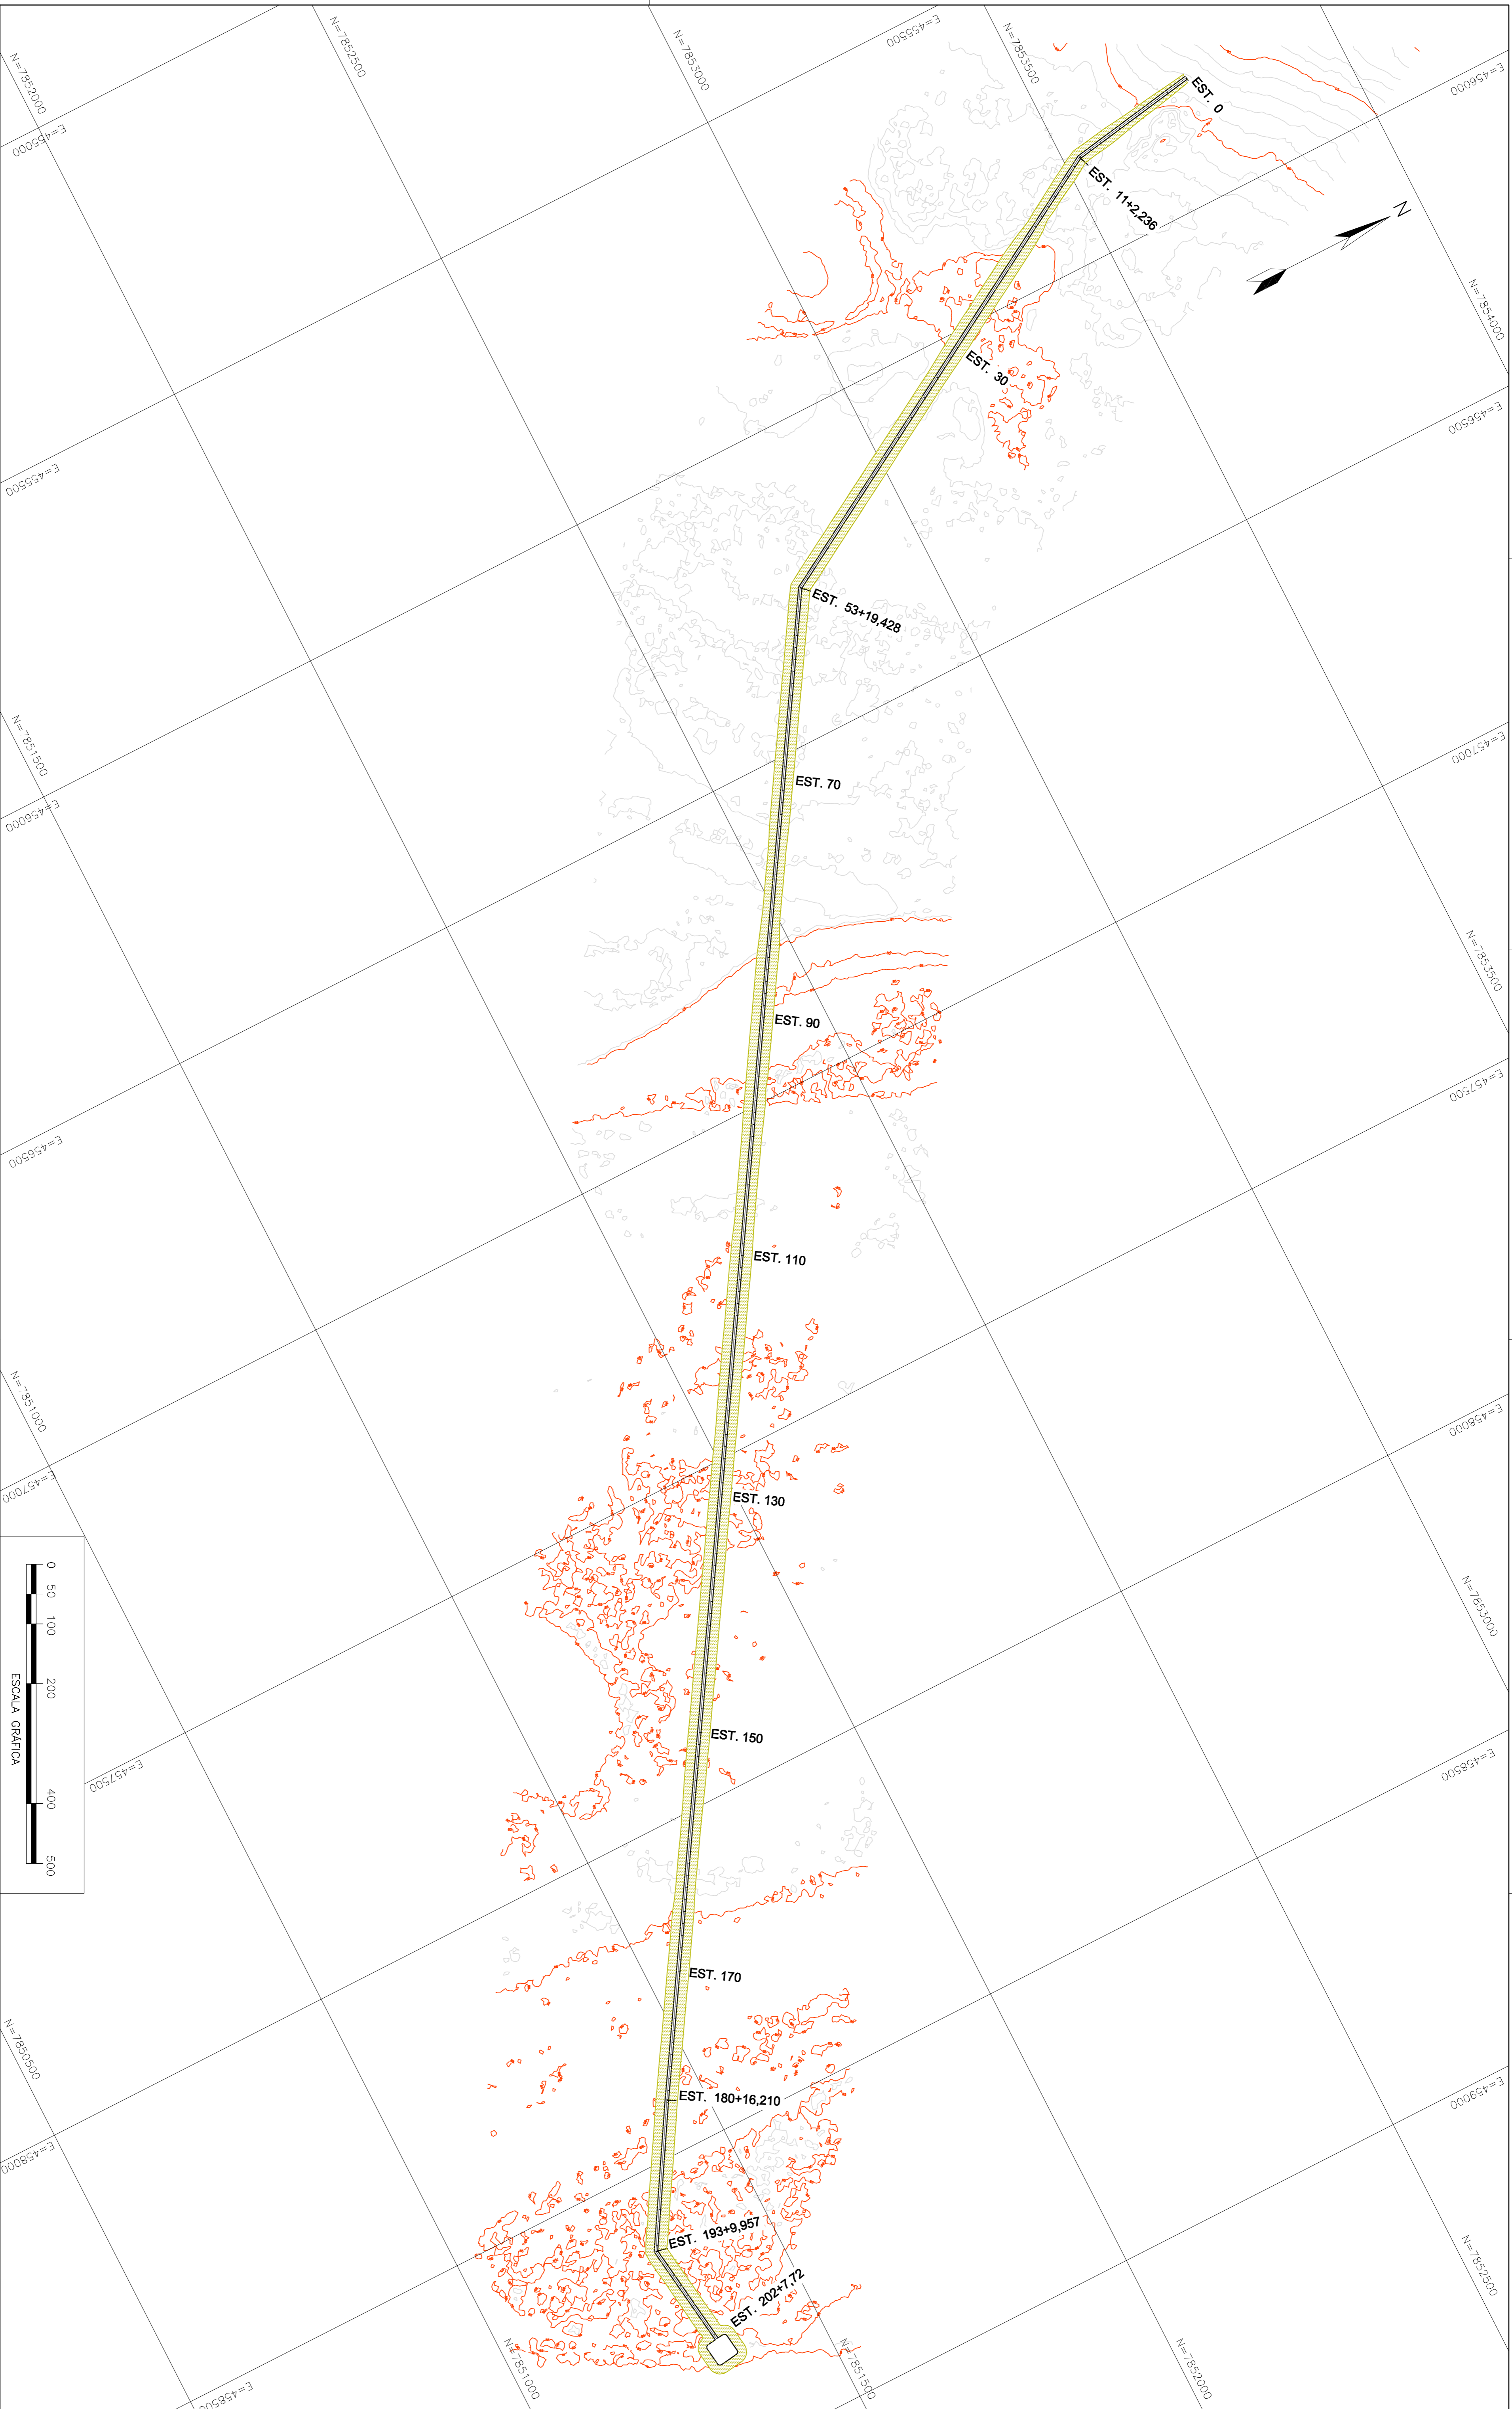 N=7852000
N=7852500
N=7853000
E=455500
N=7853500
E=456000
E=455000
EST. 0
EST. 11+2,236
N
N=7854000
EST. 30
E=456500
E=455500
EST. 53+19,428
N=7851500
E=457000
EST. 70
E=456000
N=7853500
EST. 90
E=457500
E=456500
EST. 110
N=7851000
E=458000
E=457000
EST. 130
0 50 100 200 400 500
ESCALA GRÁFICA
N=7853000
EST. 150
E=457500
E=458500
EST. 170
N=7850500
EST. 180+16,210
E=459000
E=458000
EST. 193+9,957
N=7852500
EST. 202+7,72
N=7851000
N=7851500
N=7852000
E=458500